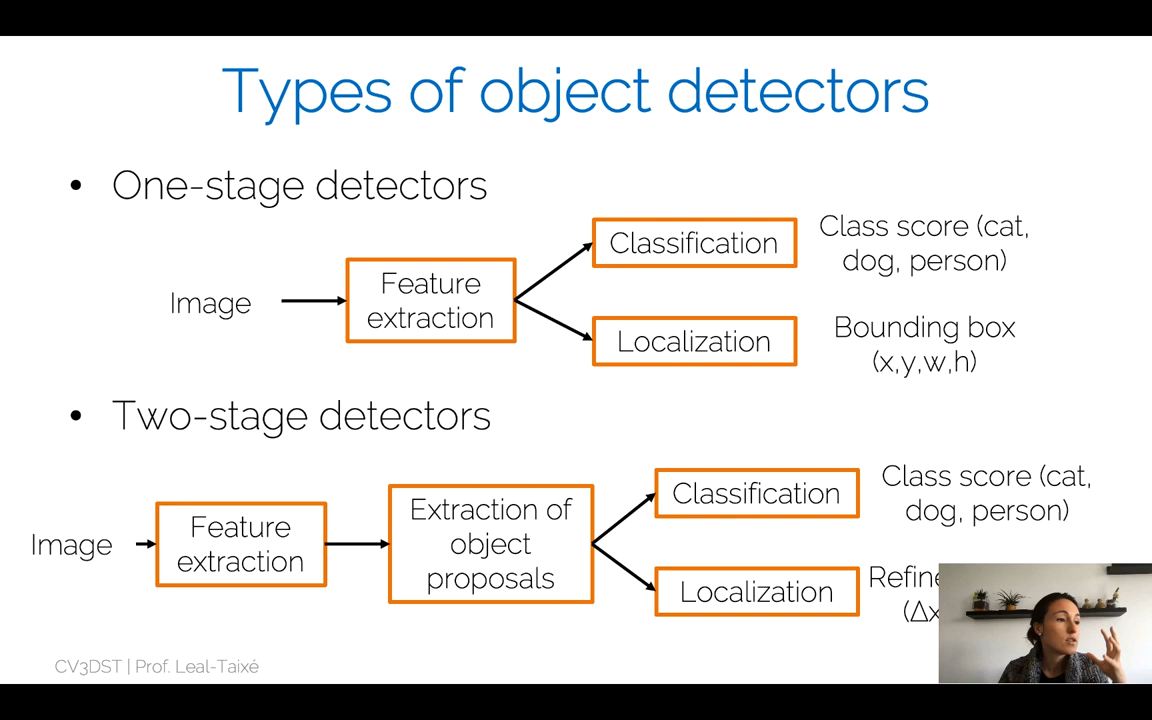 Types of object detectors
• One-stage detectors
Image
Feature
extraction
Classification
Localization
Class score (cat,
dog, person)
Bounding box
(x,y,w,h)
• Two-stage detectors
Image
Feature
extraction
Extraction of
object
proposals
Classification
Localization
Class score (cat,
dog, person)
CV3DST | Prof. Leal-Taixé